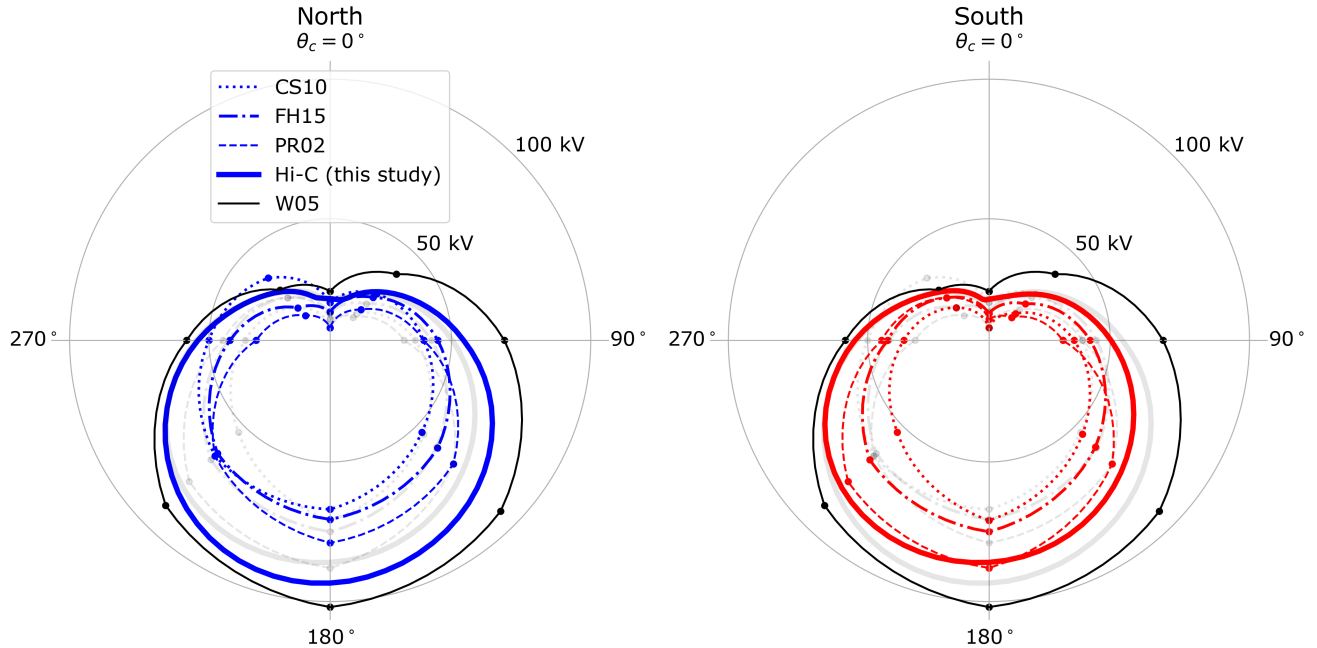 North
θc = 0°
CS10
FH15
PR02
Hi-C (this study)
W05
100 kV
50 kV
270°
90°
180°
South
θc = 0°
100 kV
50 kV
270°
90°
180°